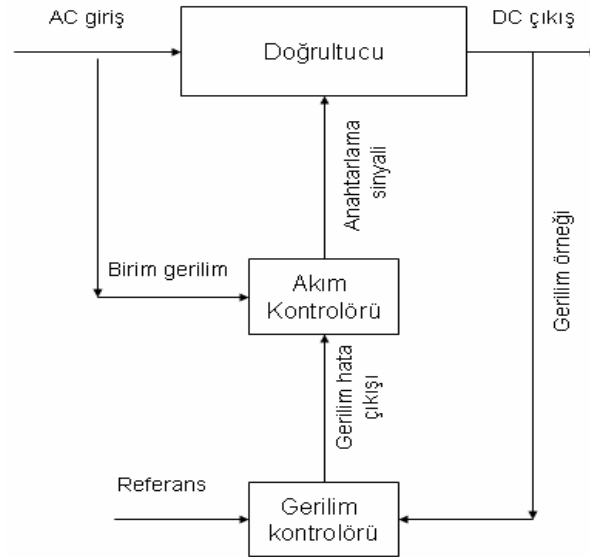 AC giriş
DC çıkış
Doğrultucu
Anahtarlama
sinyali
Gerilim örneği
Birim gerilim
Akım
Kontrolörü
Gerilim hata
çıkışı
Referans
Gerilim
kontrolörü